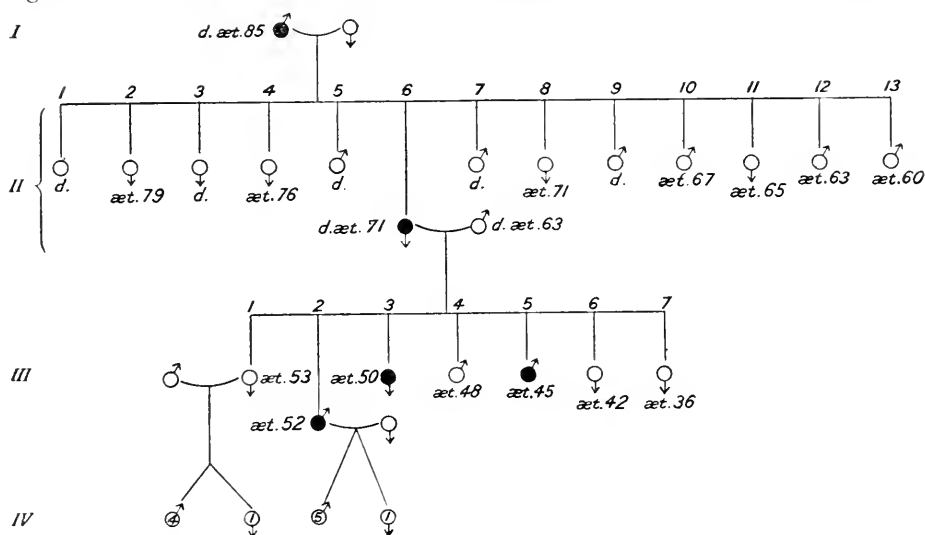 I
d. æt. 85
1 2 3 4 5 6 7 8 9 10 11 12 13
II
d. æt. 79 d. æt. 76 d. d. æt. 71 d. æt. 67 æt. 65 æt. 63 æt. 60
d. æt. 71 d. æt. 63
1 2 3 4 5 6 7
III
æt. 53 æt. 50 æt. 48 æt. 45 æt. 42 æt. 36
æt. 52
IV
4 1 5 1